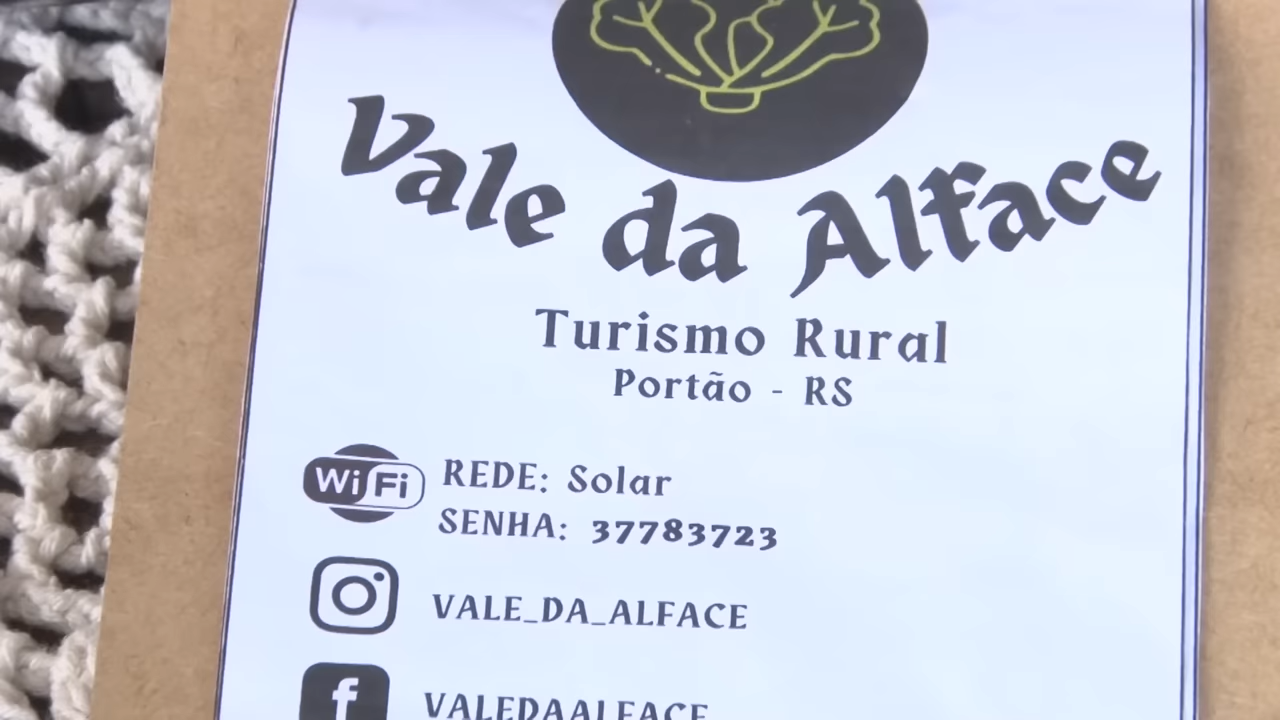 Vale da Alface
Turismo Rural
Portão - RS
WiFi REDE: Solar
SENHA: 37783723
VALE_DA_ALFACE
f VALEDAALFACE